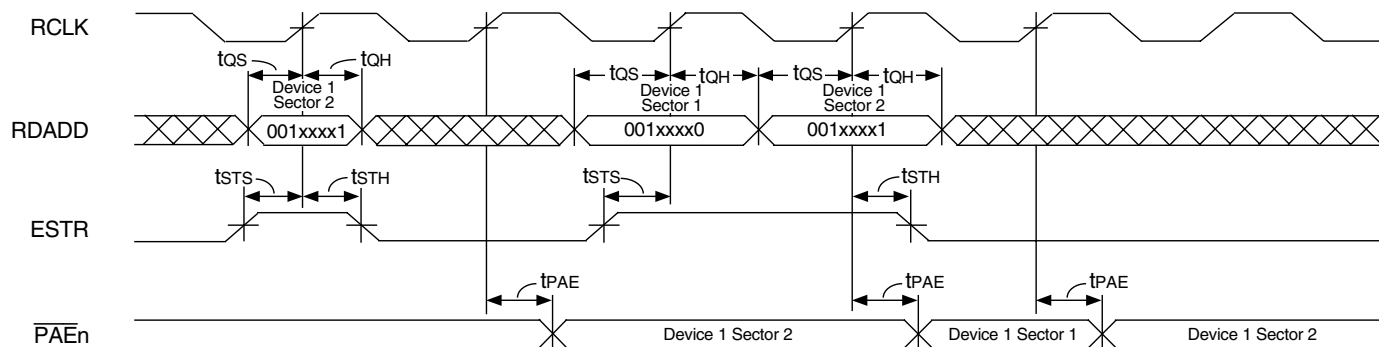 RCLK
tQS tQH tQS tQH tQS tQH
Device 1 Sector 2
Device 1 Sector 1
Device 1 Sector 2
RDADD
001xxxx1 001xxxx0 001xxxx1
tSTS tSTH tSTS tSTH
ESTR
tPAE tPAE tPAE
PAEn
Device 1 Sector 2 Device 1 Sector 1 Device 1 Sector 2